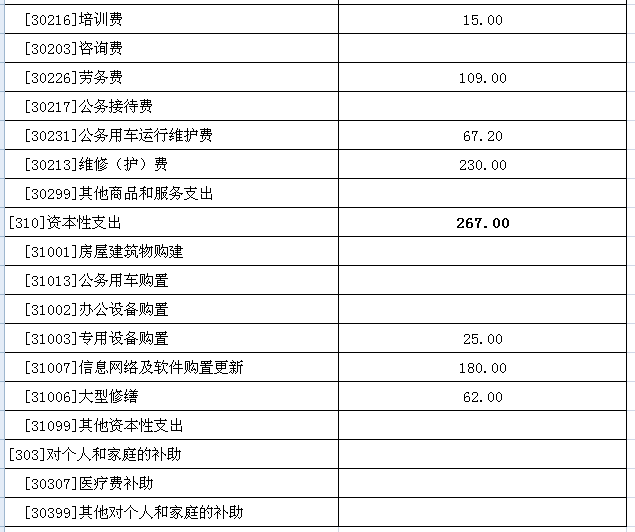 [30216]培训费 15.00
[30203]咨询费
[30226]劳务费 109.00
[30217]公务接待费
[30231]公务用车运行维护费 67.20
[30213]维修（护）费 230.00
[30299]其他商品和服务支出
[310]资本性支出 267.00
[31001]房屋建筑物购建
[31013]公务用车购置
[31002]办公设备购置
[31003]专用设备购置 25.00
[31007]信息网络及软件购置更新 180.00
[31006]大型修缮 62.00
[31099]其他资本性支出
[303]对个人和家庭的补助
[30307]医疗费补助
[30399]其他对个人和家庭的补助